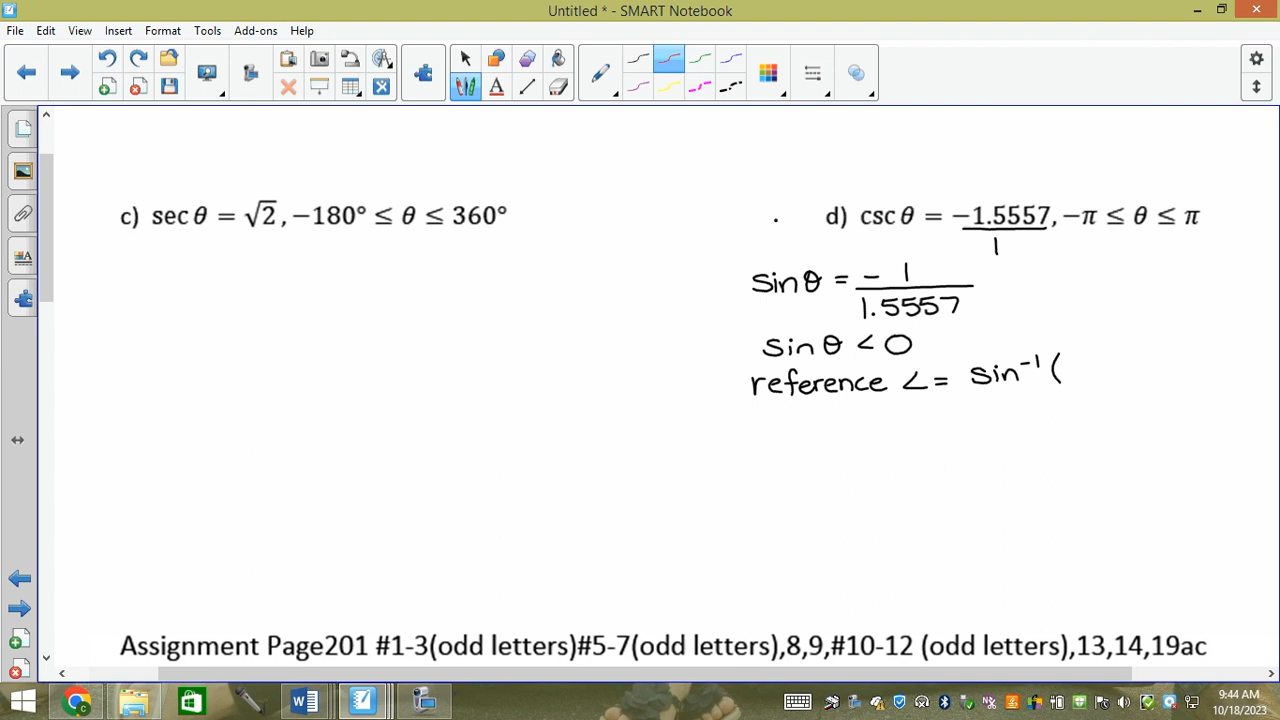 Untitled * - SMART Notebook
File Edit View Insert Format Tools Add-ons Help
c) sec θ = √2, −180° ≤ θ ≤ 360°
. d) csc θ = −1.5557, −π ≤ θ ≤ π
1
sinθ = − 1
1.5557
sin θ < 0
reference ∠ = sin⁻¹(
Assignment Page201 #1-3(odd letters)#5-7(odd letters),8,9,#10-12 (odd letters),13,14,19ac
9:44 AM
10/18/2023